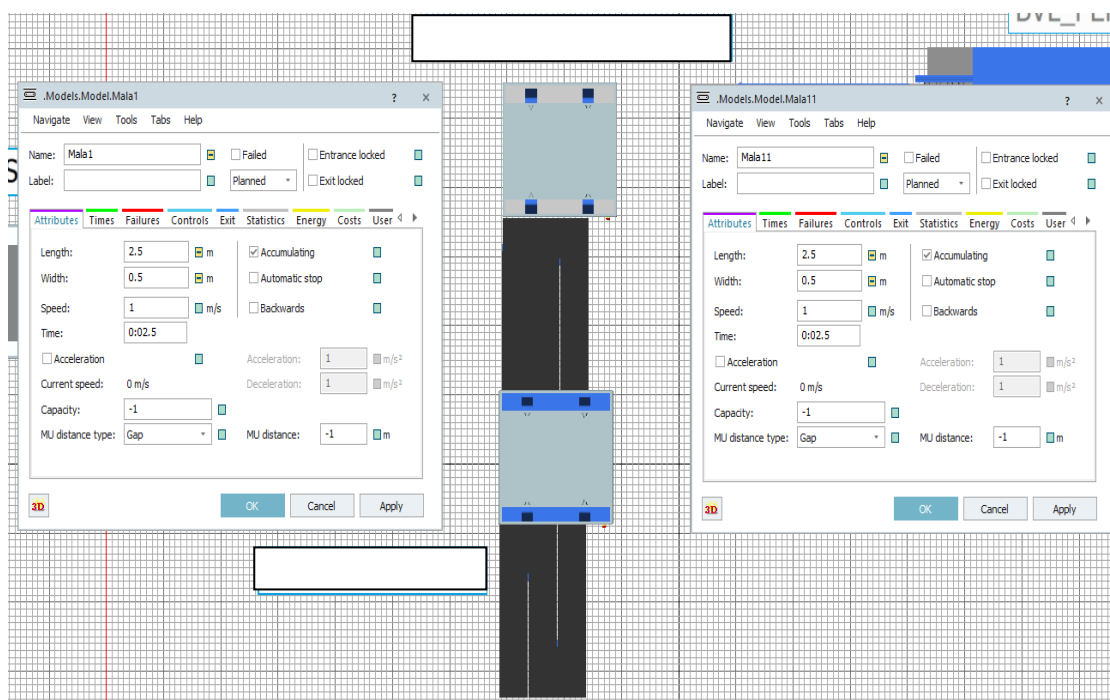 .Models.Model.Mala1 ? ×
Navigate View Tools Tabs Help
Name: Mala1 Failed Entrance locked
Label: Planned Exit locked
Attributes Times Failures Controls Exit Statistics Energy Costs User
Length: 2.5 m Accumulating
Width: 0.5 m Automatic stop
Speed: 1 m/s Backwards
Time: 0:02.5
Acceleration Acceleration: 1 m/s²
Current speed: 0 m/s Deceleration: 1 m/s²
Capacity: -1
MU distance type: Gap MU distance: -1 m
3D OK Cancel Apply
.Models.Model.Mala11 ? ×
Navigate View Tools Tabs Help
Name: Mala11 Failed Entrance locked
Label: Planned Exit locked
Attributes Times Failures Controls Exit Statistics Energy Costs User
Length: 2.5 m Accumulating
Width: 0.5 m Automatic stop
Speed: 1 m/s Backwards
Time: 0:02.5
Acceleration Acceleration: 1 m/s²
Current speed: 0 m/s Deceleration: 1 m/s²
Capacity: -1
MU distance type: Gap MU distance: -1 m
3D OK Cancel Apply